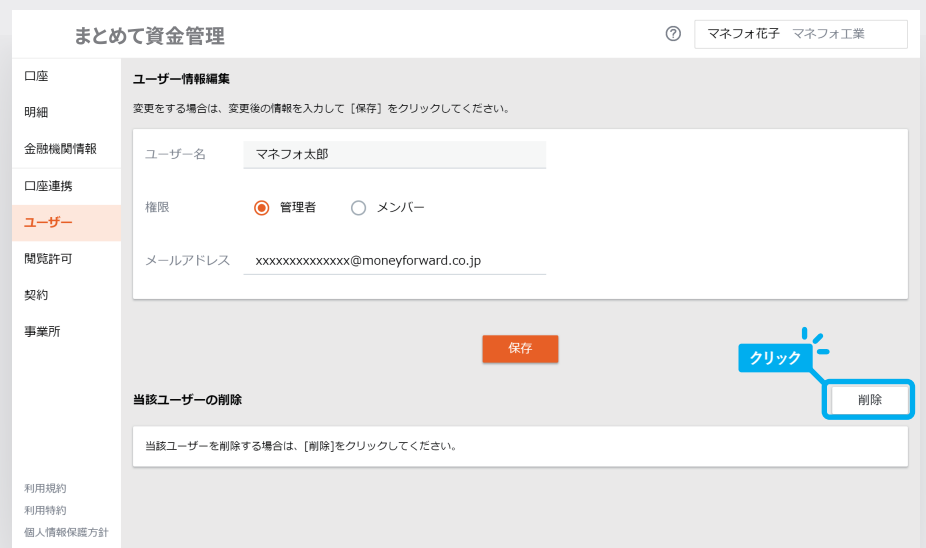 まとめて資金管理
マネフォ花子 マネフォ工業
口座
明細
金融機関情報
口座連携
ユーザー
閲覧許可
契約
事業所
利用規約
利用特約
個人情報保護方針
ユーザー情報編集
変更をする場合は、変更後の情報を入力して［保存］をクリックしてください。
ユーザー名 マネフォ太郎
権限 管理者 メンバー
メールアドレス xxxxxxxxxxxxxx@moneyforward.co.jp
保存
クリック
当該ユーザーの削除
削除
当該ユーザーを削除する場合は、[削除]をクリックしてください。